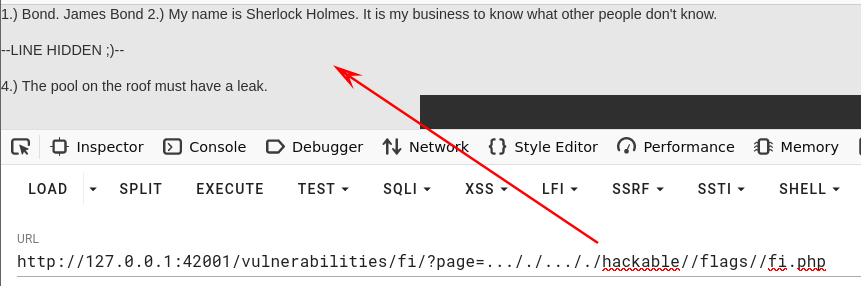 1.) Bond. James Bond 2.) My name is Sherlock Holmes. It is my business to know what other people don't know.
--LINE HIDDEN ;)--
4.) The pool on the roof must have a leak.
Inspector Console Debugger Network Style Editor Performance Memory
LOAD SPLIT EXECUTE TEST SQLI XSS LFI SSRF SSTI SHELL
URL
http://127.0.0.1:42001/vulnerabilities/fi/?page=..././..././hackable//flags//fi.php